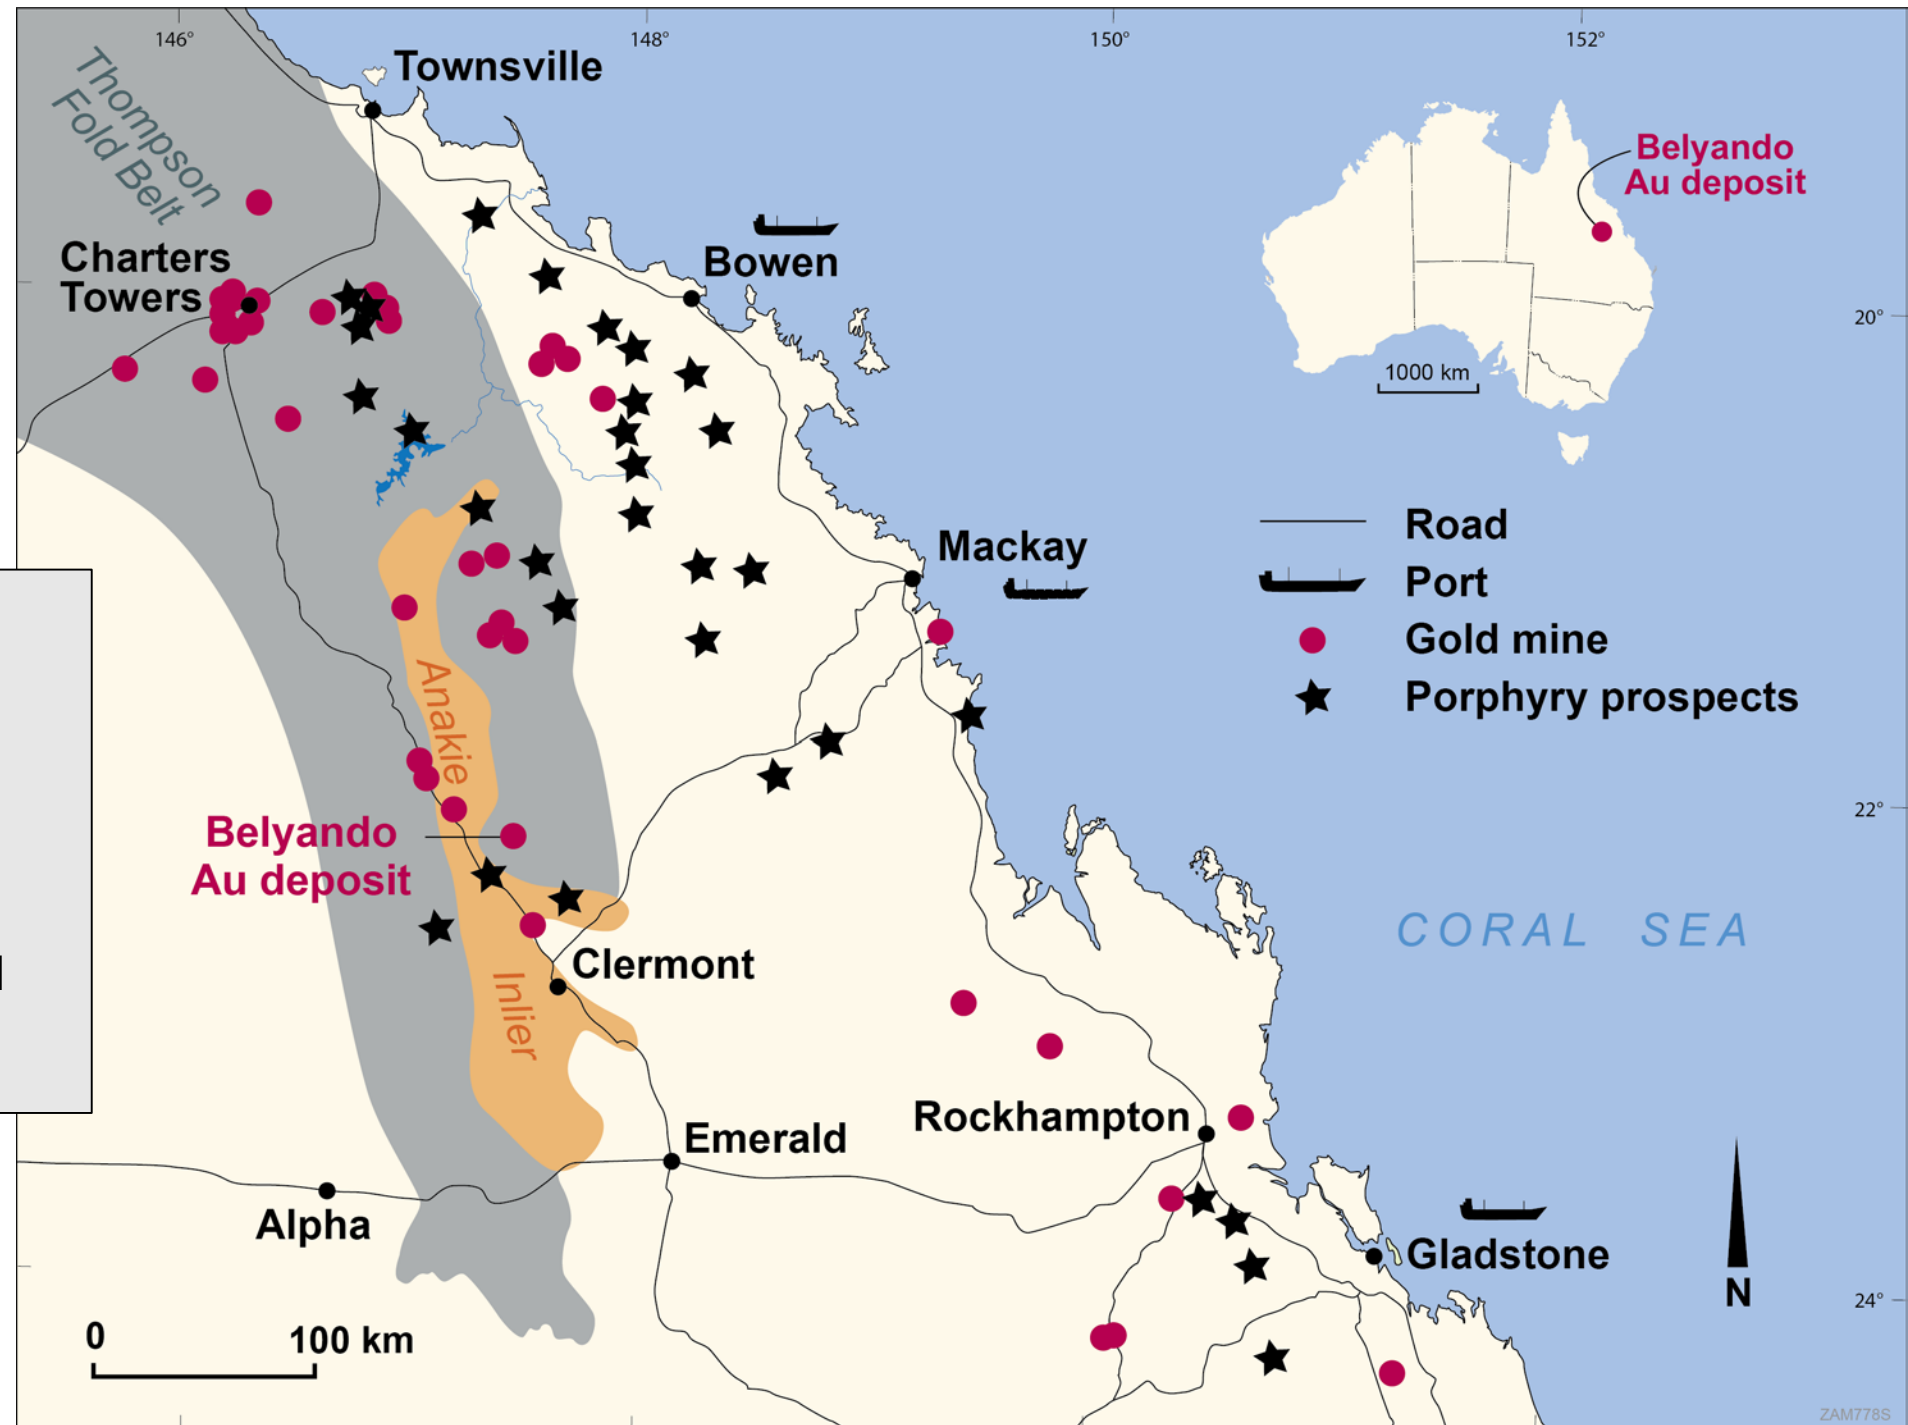 146°
148°
150°
152°
Townsville
Thompson
Fold Belt
Belyando
Au deposit
Charters
Towers
Bowen
20°
1000 km
Mackay
Road
Port
Gold mine
Porphyry prospects
Anakie
22°
Belyando
Au deposit
CORAL SEA
Clermont
Inlier
Rockhampton
Emerald
Alpha
Gladstone
N
24°
0
100 km
ZAM778S